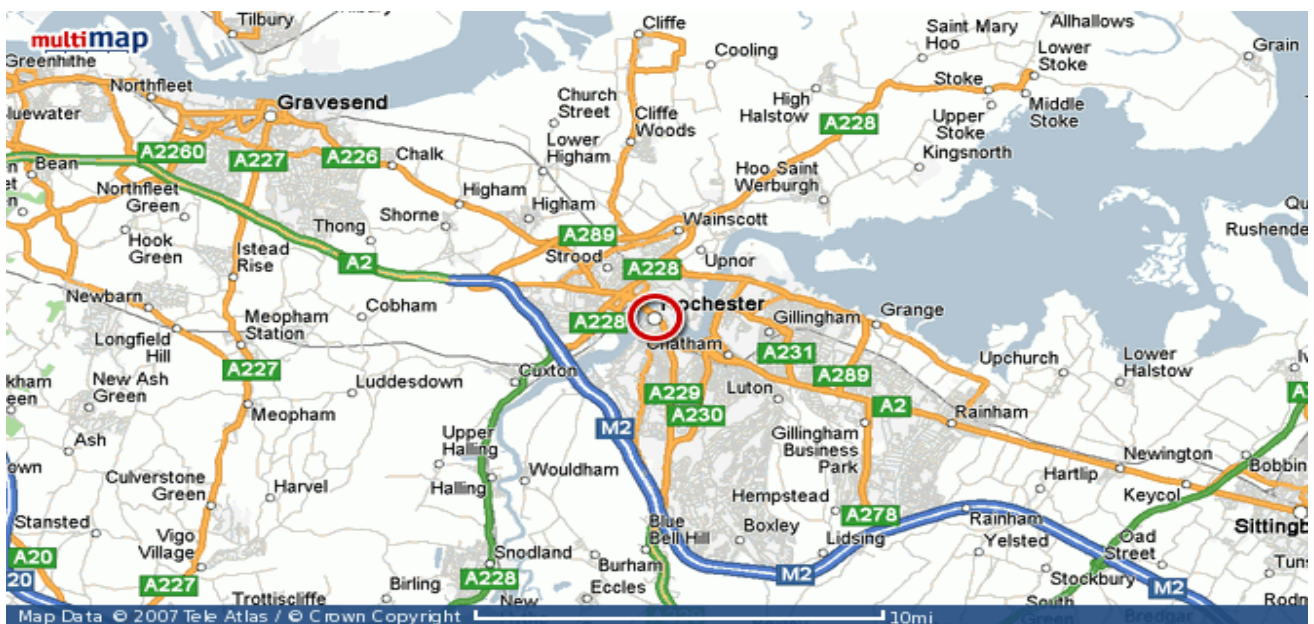 Tilbury
Cliffe
Saint Mary
Hoo
Allhallows
multimap
Cooling
Lower
Stoke
Grain
Greenhithe
Northfleet
Stoke
Gravesend
Church
Street
High
Halstow
Middle
Stoke
Cliffe
Woods
A228
Upper
Stoke
Lower
Higham
Kingsnorth
Bean
A2260
A227
A226
Chalk
Hoo Saint
Werburgh
Northfleet
Green
Higham
Higham
Thong
Shorne
Wainscott
Hook
Green
A289
Istead
Rise
A2
Strood
A228
Upnor
Newbarn
Cobham
A228
Rochester
Grange
Meopham
Station
Gillingham
Longfield
Hill
Chatham
A231
Upchurch
Lower
Halstow
A227
Cuxton
A289
New Ash
Green
Luddesdown
A229
Luton
A2
Meopham
A230
Rainham
Ash
Upper
Halling
M2
Gillingham
Business
Park
Newington
Culverstone
Green
Harvel
Halling
Wouldham
Hartlip
Keycol
Hempstead
Stansted
Vigo
Village
Blue
Bell Hill
Boxley
A278
Rainham
Lidsing
Yelsted
Oad
Street
A20
Snodland
Burham
A227
Birling
A228
Eccles
M2
Stockbury
M2
Trottiscliffe
New
South
Green
Map Data © 2007 Tele Atlas / © Crown Copyright
10mi